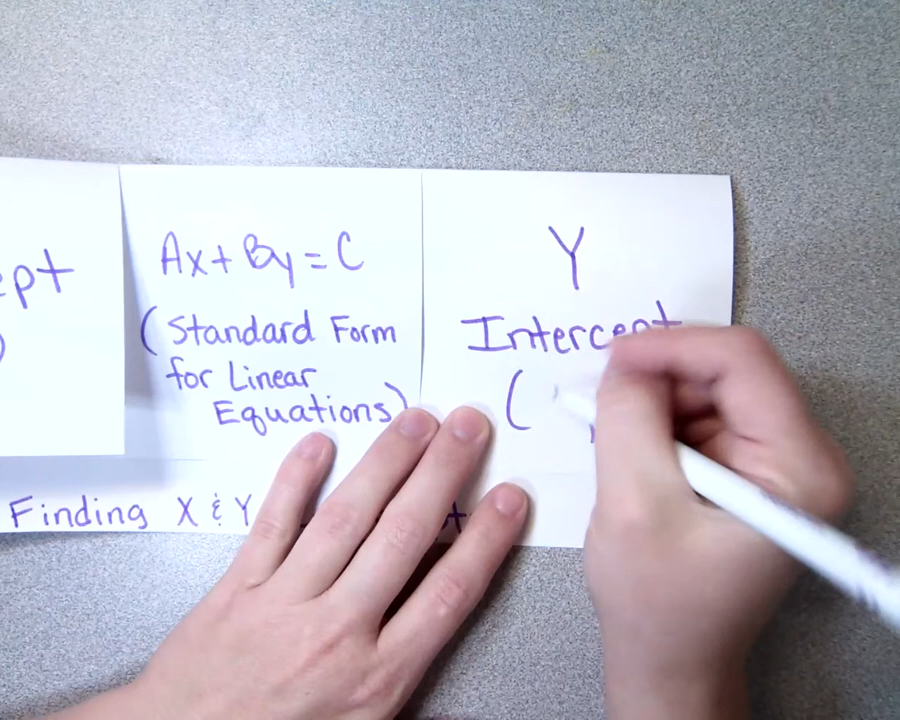 ept
)
Ax + By = C
(Standard Form
for Linear
Equations)
Y
Intercept
( ,
Finding X & Y